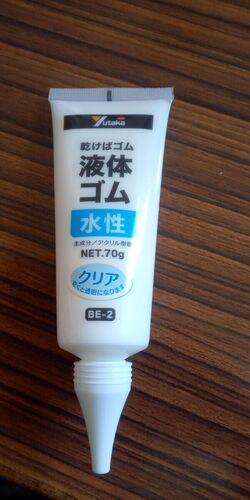 Yutaka
乾けばゴム
液体
ゴム
水性
主成分/アクリル樹脂
NET.70g
クリア
乾くと透明になります
BE-2